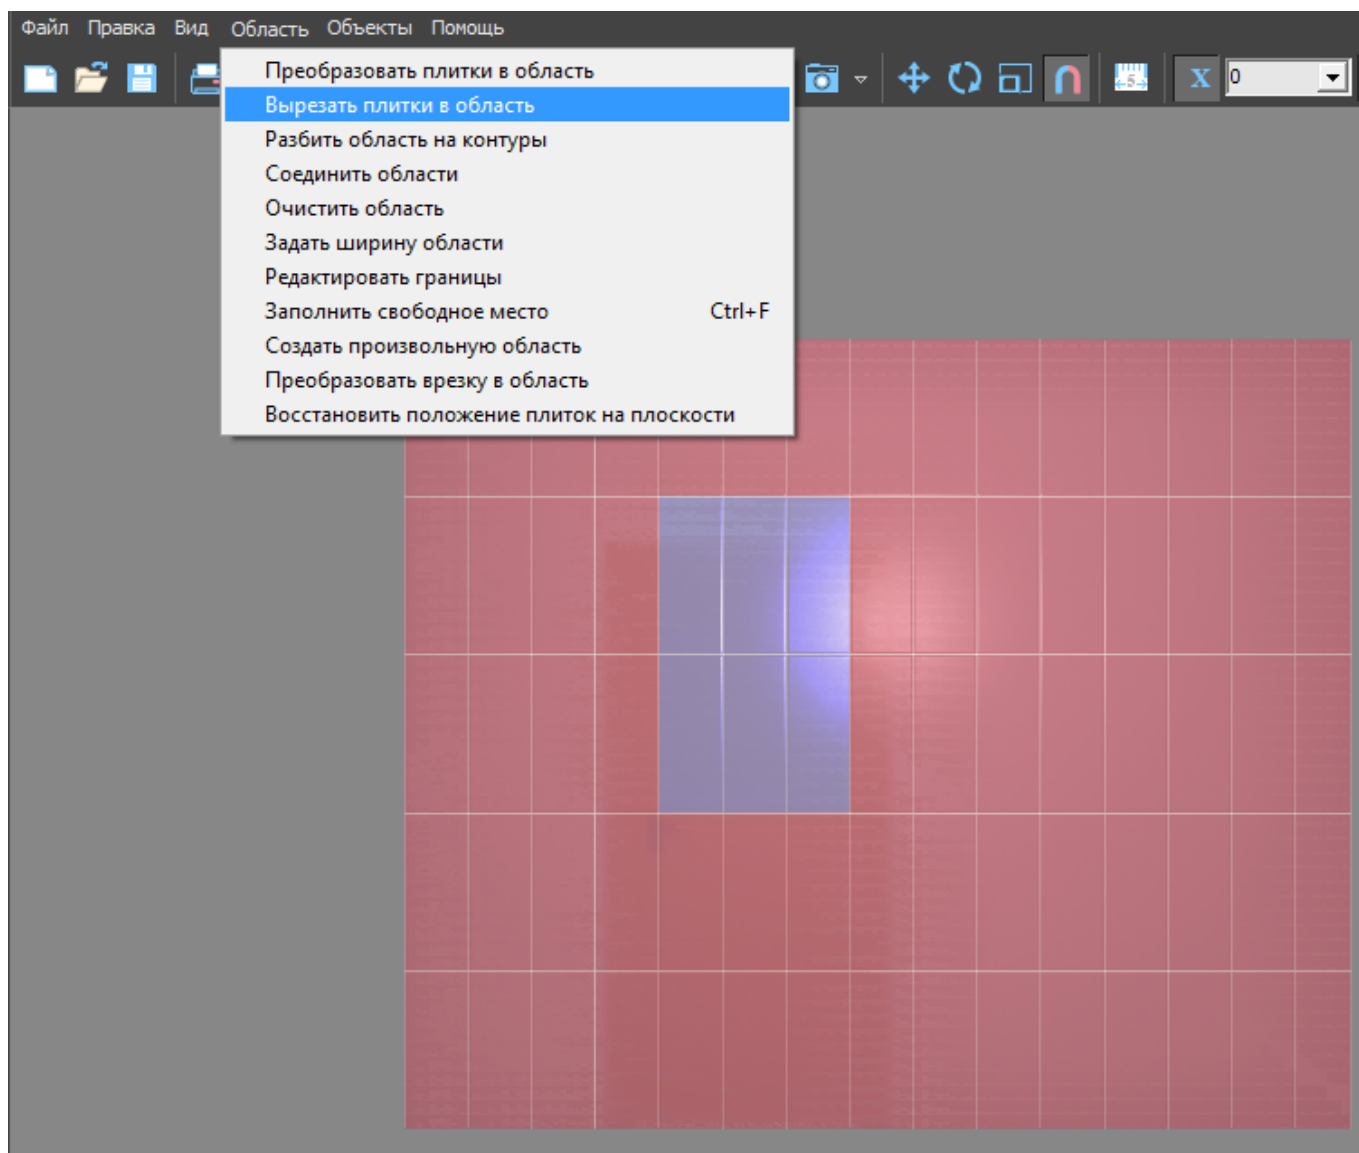 Файл Правка Вид Область Объекты Помощь
5 X 0
Преобразовать плитки в область
Вырезать плитки в область
Разбить область на контуры
Соединить области
Очистить область
Задать ширину области
Редактировать границы
Заполнить свободное место Ctrl+F
Создать произвольную область
Преобразовать врезку в область
Восстановить положение плиток на плоскости